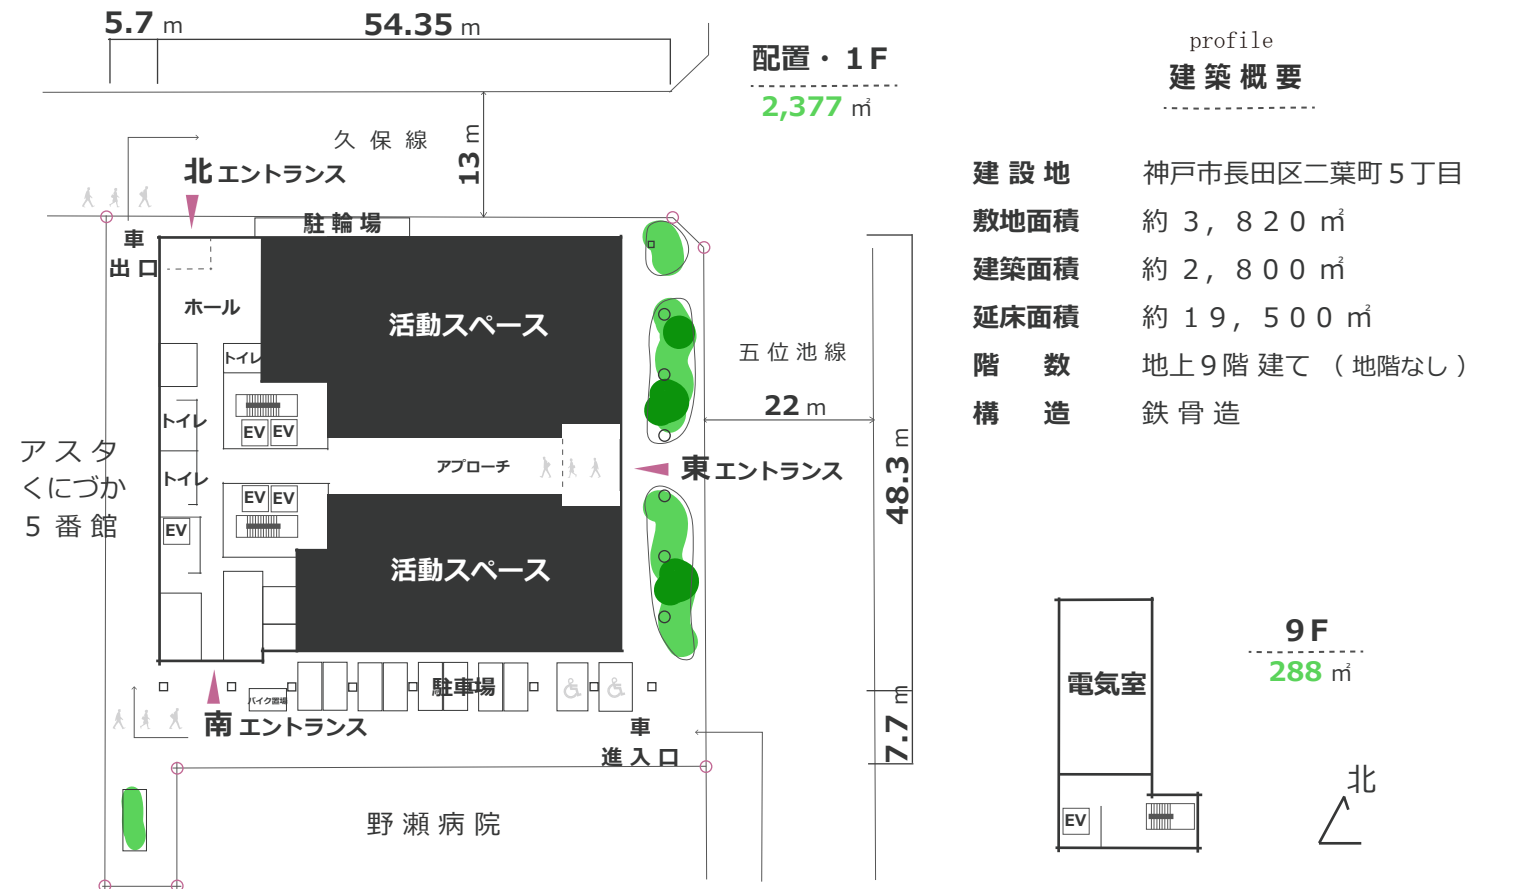 5.7 m
54.35 m
配置・1F
2,377 ㎡
久保線
13 m
北エントランス
駐輪場
車
出口
ホール
活動スペース
トイレ
EV EV
トイレ
アプローチ
東エントランス
五位池線
22 m
48.3 m
アスタ
くにづか
5番館
トイレ
EV EV
EV
活動スペース
駐車場
バイク置場
南エントランス
車
進入口
7.7 m
野瀬病院
profile
建築概要
建設地 神戸市長田区二葉町5丁目
敷地面積 約3,820㎡
建築面積 約2,800㎡
延床面積 約19,500㎡
階数 地上9階建て（地階なし）
構造 鉄骨造
9F
288 ㎡
電気室
EV
北